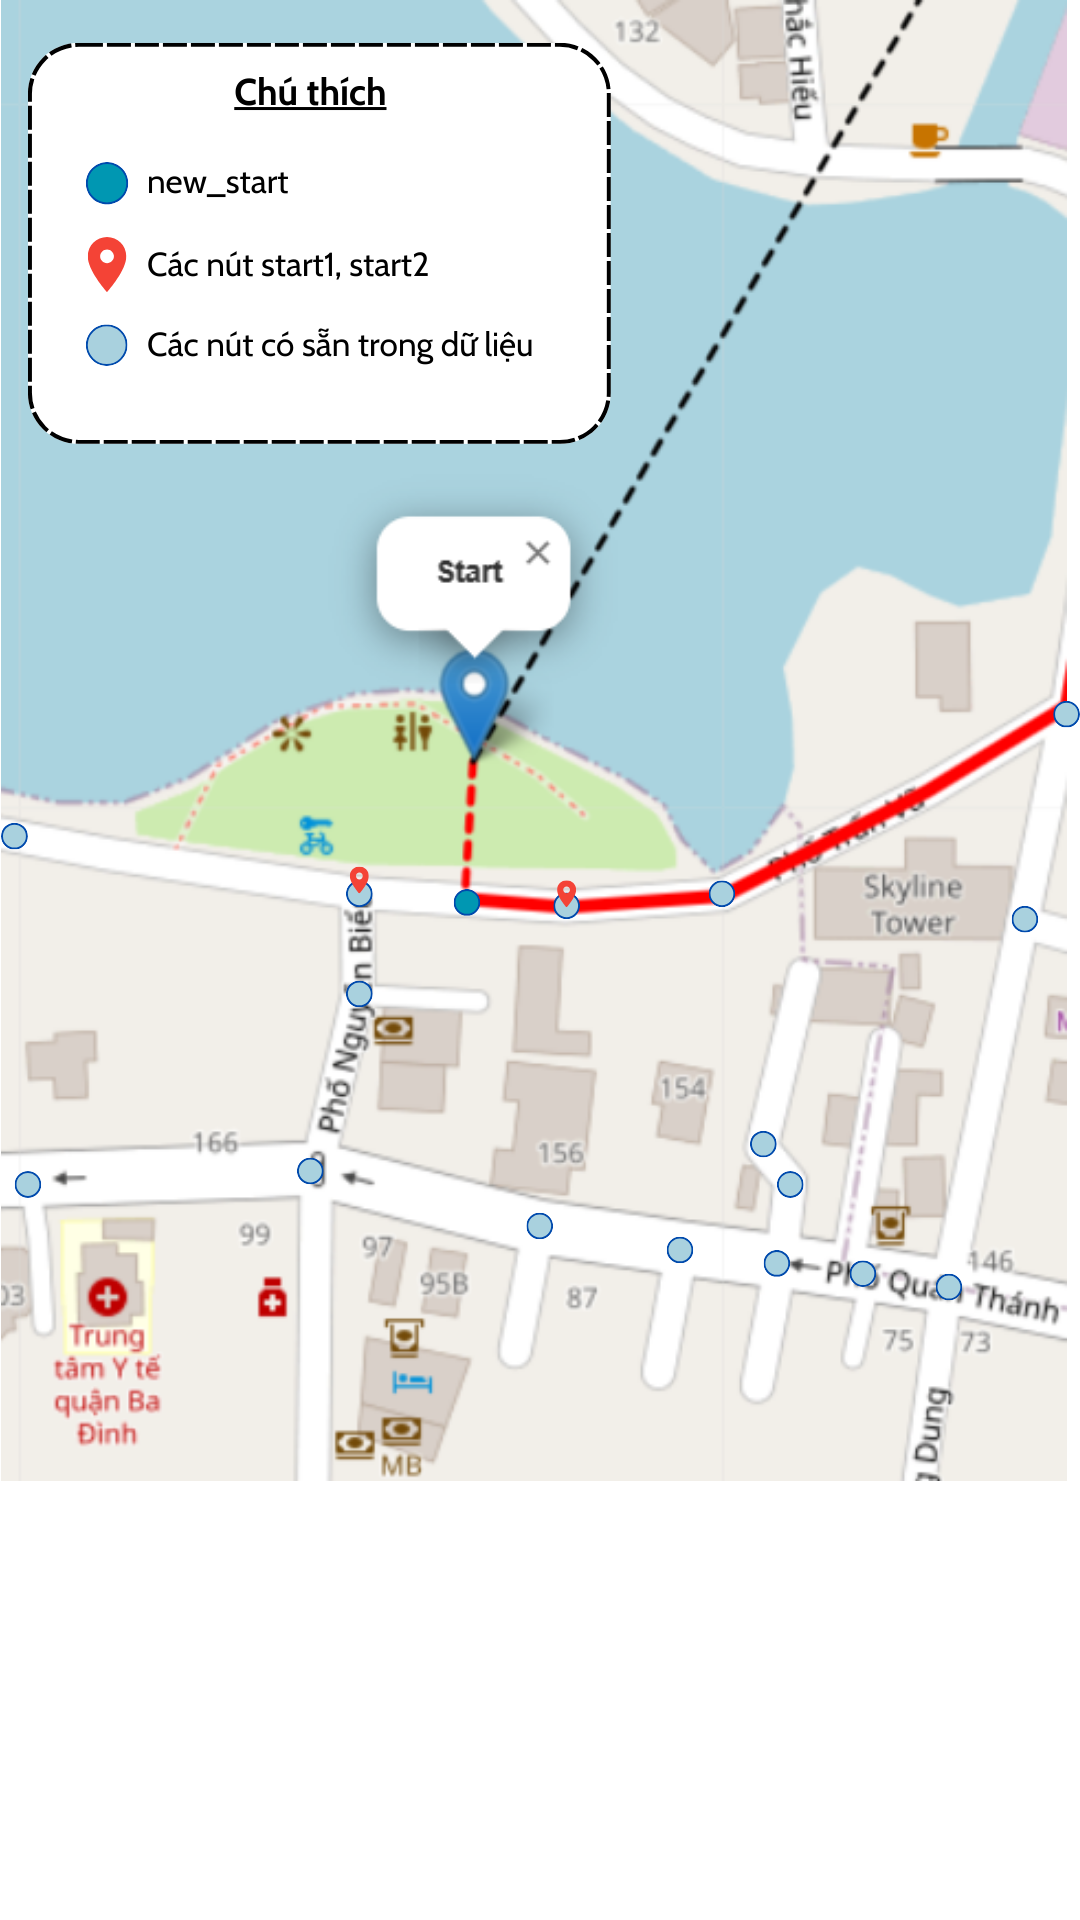 132
hắc Hiếu
Chú thích
new_start
Các nút start1, start2
Các nút có sẵn trong dữ liệu
Start
Phố Trấn Vũ
Skyline
Tower
Phố Nguyễn Biểu
154
166
156
99
97
95B
87
146
Phố Quán Thánh
03
75
73
Trung
tâm Y tế
quận Ba
Đình
MB
g Dung